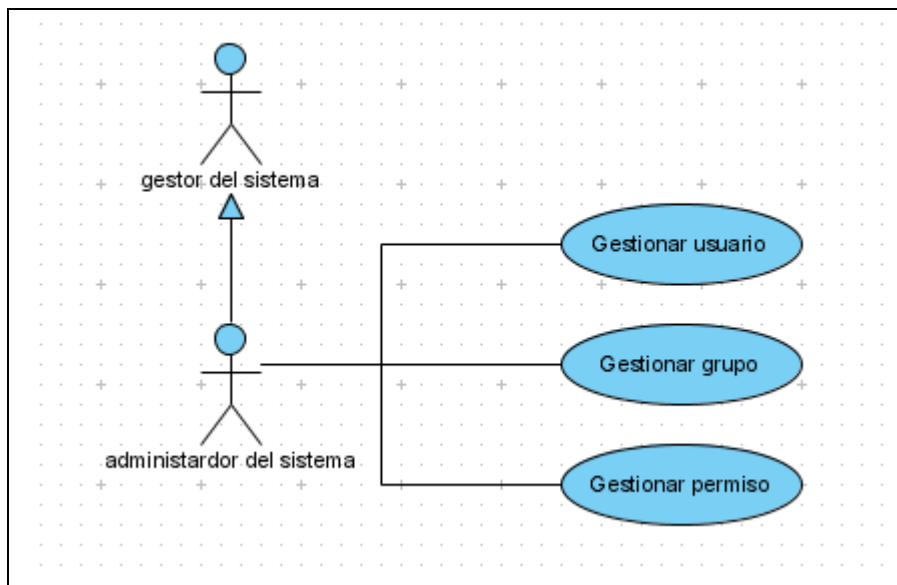 gestor del sistema
Gestionar usuario
Gestionar grupo
administardor del sistema
Gestionar permiso